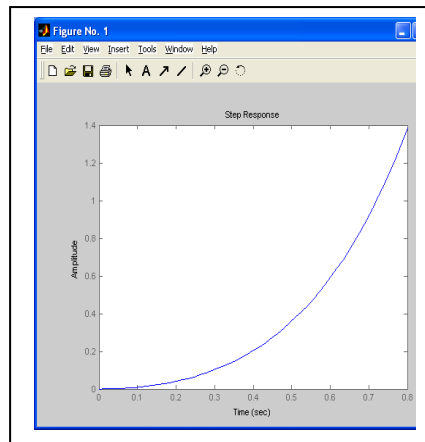 Figure No. 1
File Edit View Insert Tools Window Help
A
Step Response
1.4
1.2
1
0.8
0.6
0.4
0.2
0
Amplitude
0 0.1 0.2 0.3 0.4 0.5 0.6 0.7 0.8
Time (sec)